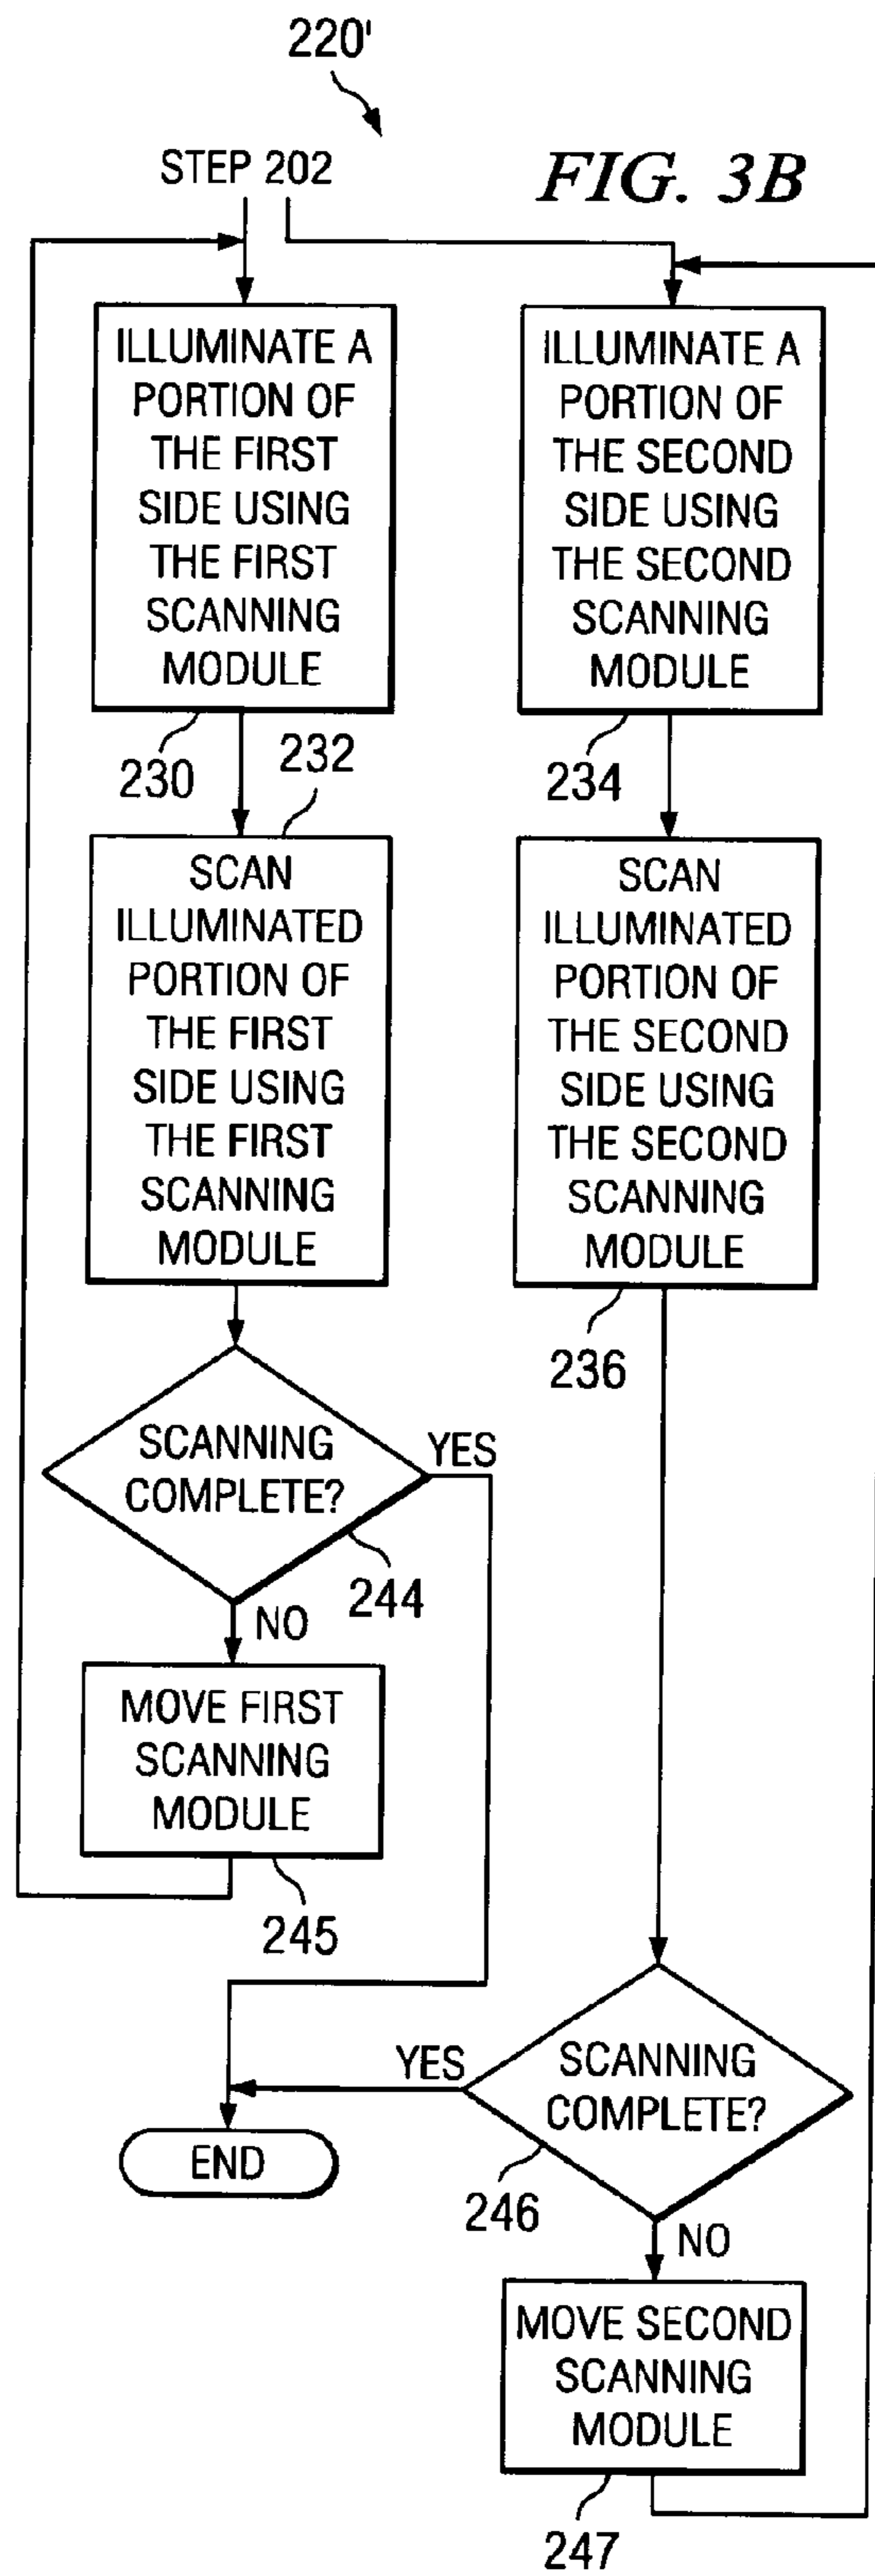 220'
STEP 202
FIG. 3B
ILLUMINATE A
PORTION OF
THE FIRST
SIDE USING
THE FIRST
SCANNING
MODULE
230
232
SCAN
ILLUMINATED
PORTION OF
THE FIRST
SIDE USING
THE FIRST
SCANNING
MODULE
SCANNING
COMPLETE?
YES
244
NO
MOVE FIRST
SCANNING
MODULE
245
ILLUMINATE A
PORTION OF
THE SECOND
SIDE USING
THE SECOND
SCANNING
MODULE
234
SCAN
ILLUMINATED
PORTION OF
THE SECOND
SIDE USING
THE SECOND
SCANNING
MODULE
236
SCANNING
COMPLETE?
YES
246
NO
END
MOVE SECOND
SCANNING
MODULE
247